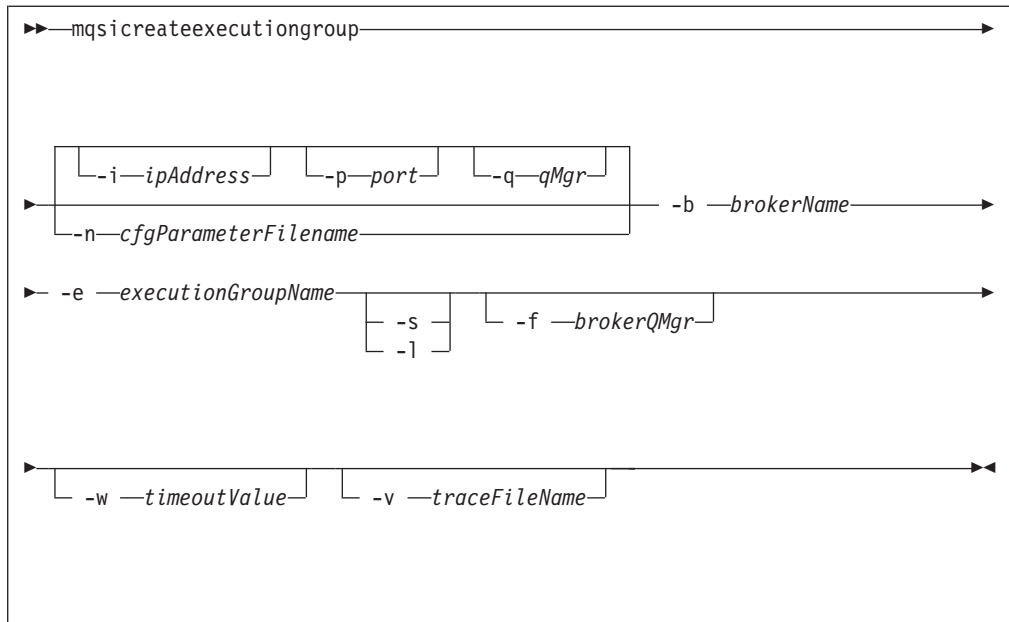 mqsicreateexecutiongroup
-i ipAddress -p port -q qMgr
-b brokerName
-n cfgParameterFilename
-e executionGroupName -s -f brokerQMgr
-l
-w timeoutValue -v traceFileName